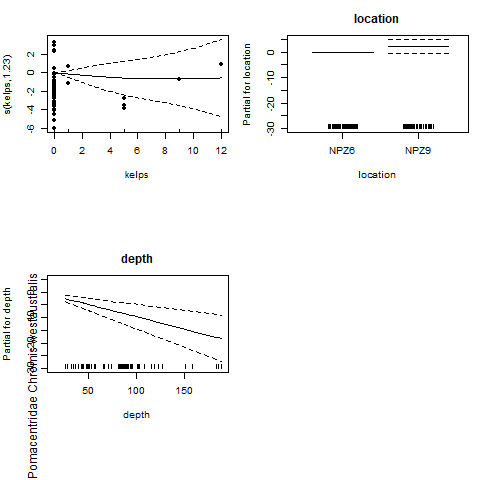 s(kelps,1.23)
2
0
-2
-4
-6
0 2 4 6 8 10 12
kelps
location
Partial for location
0
-10
-20
-30
NPZ6 NPZ9
location
depth
Partial for depth
Pomacentridae Chromis westaustralis
50 100 150
depth